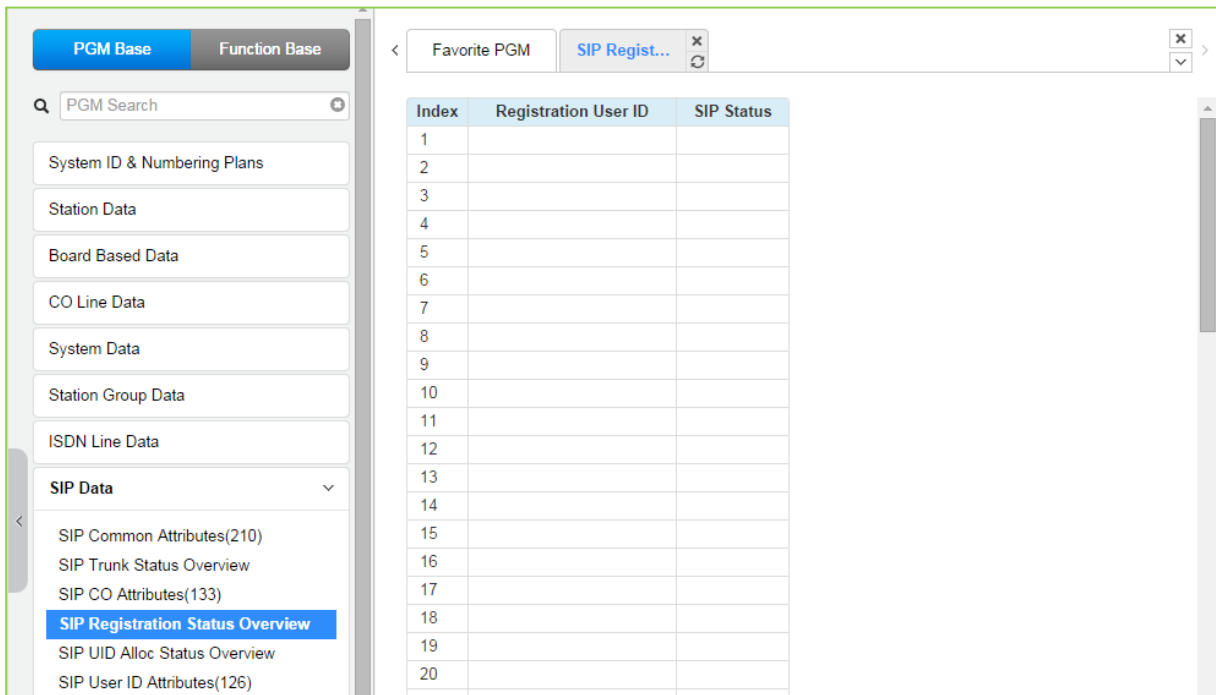 PGM Base Function Base
PGM Search
System ID & Numbering Plans
Station Data
Board Based Data
CO Line Data
System Data
Station Group Data
ISDN Line Data
SIP Data
SIP Common Attributes(210)
SIP Trunk Status Overview
SIP CO Attributes(133)
SIP Registration Status Overview
SIP UID Alloc Status Overview
SIP User ID Attributes(126)
Favorite PGM SIP Regist...
Index Registration User ID SIP Status
1
2
3
4
5
6
7
8
9
10
11
12
13
14
15
16
17
18
19
20